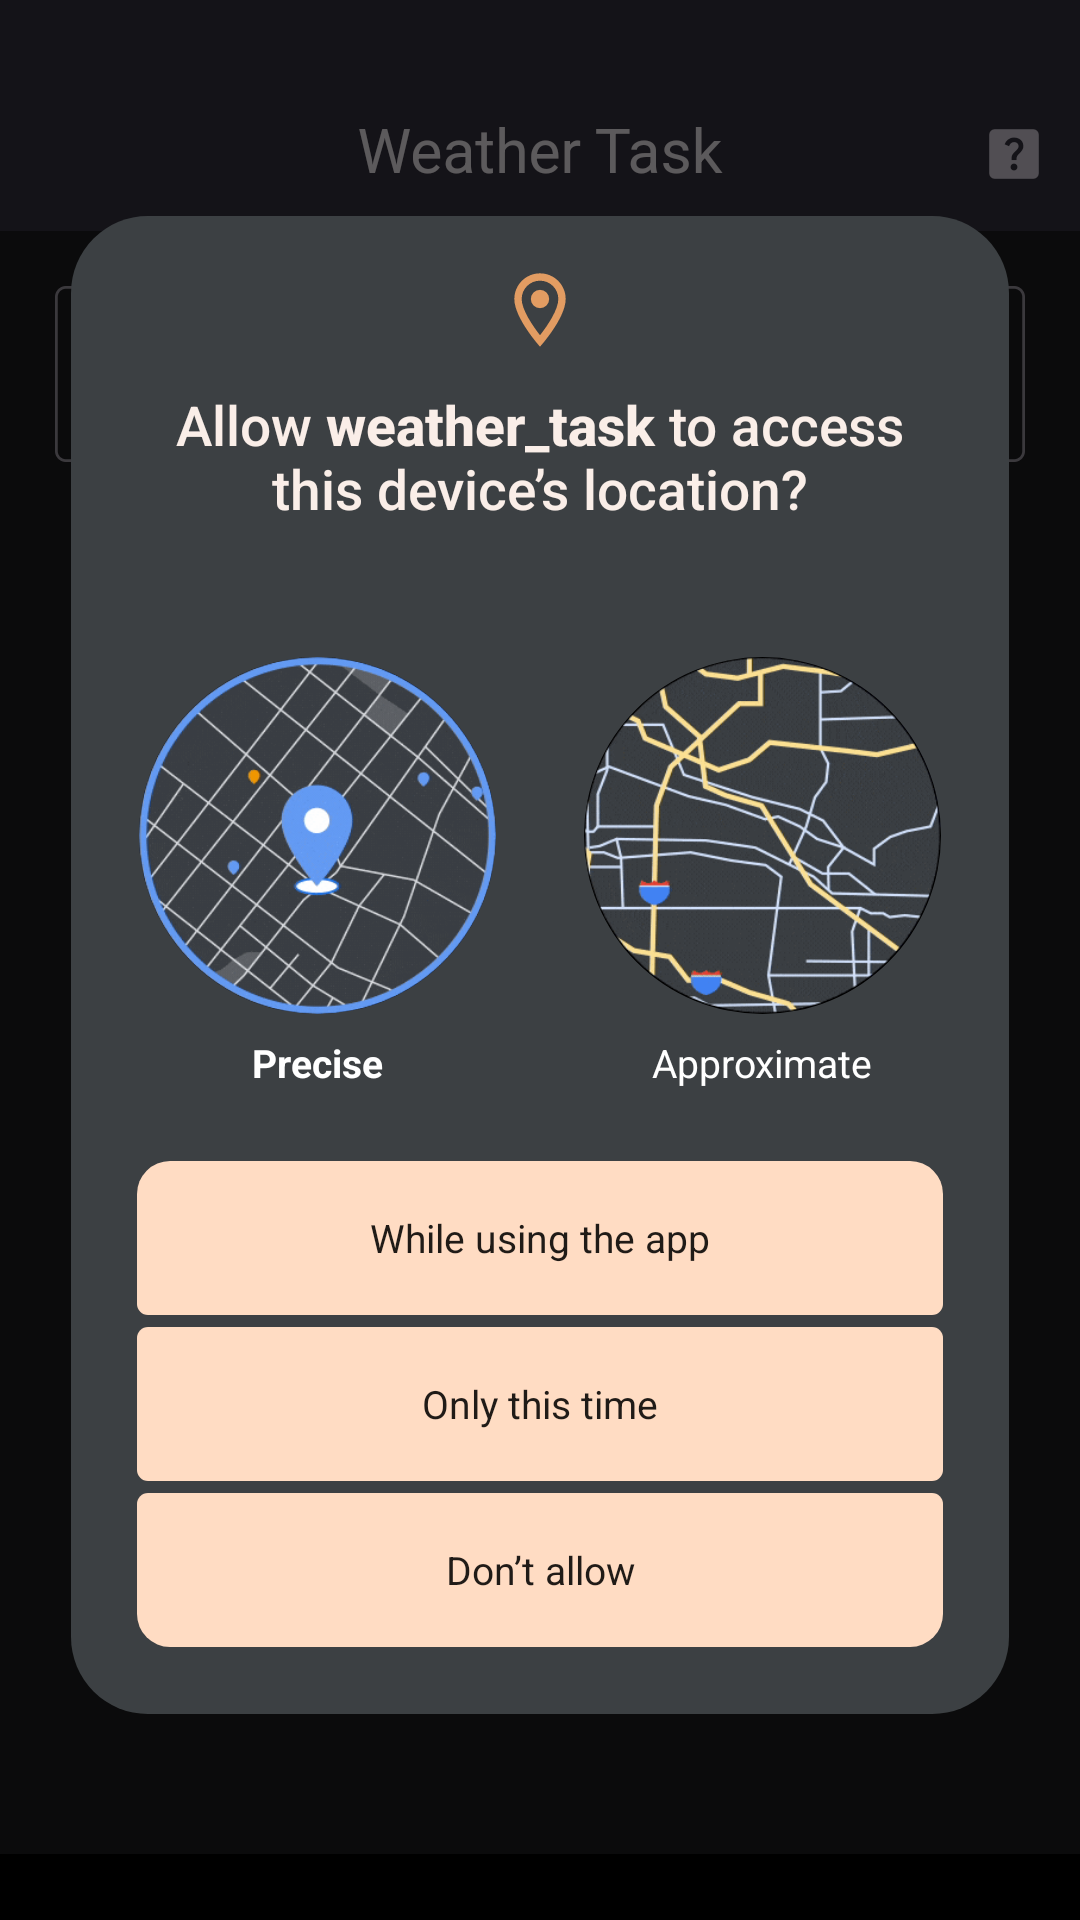 Weather Task
?
Allow weather_task to access
this device’s location?
Precise
Approximate
While using the app
Only this time
Don’t allow